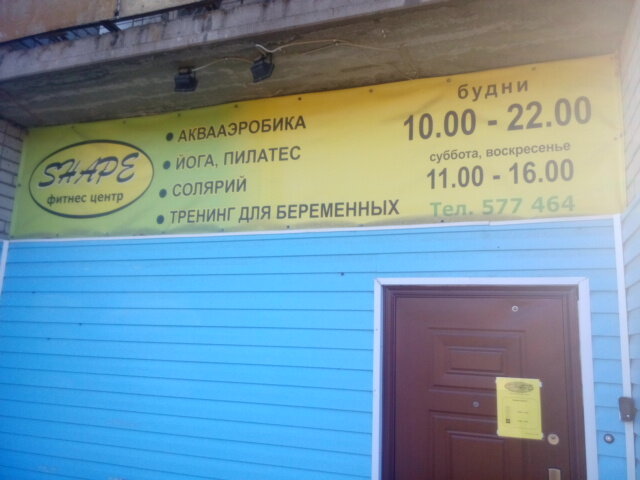 SHAPE
фитнес центр
• АКВААЭРОБИКА
• ЙОГА, ПИЛАТЕС
• СОЛЯРИЙ
• ТРЕНИНГ ДЛЯ БЕРЕМЕННЫХ
будни
10.00 - 22.00
суббота, воскресенье
11.00 - 16.00
Тел. 577 464